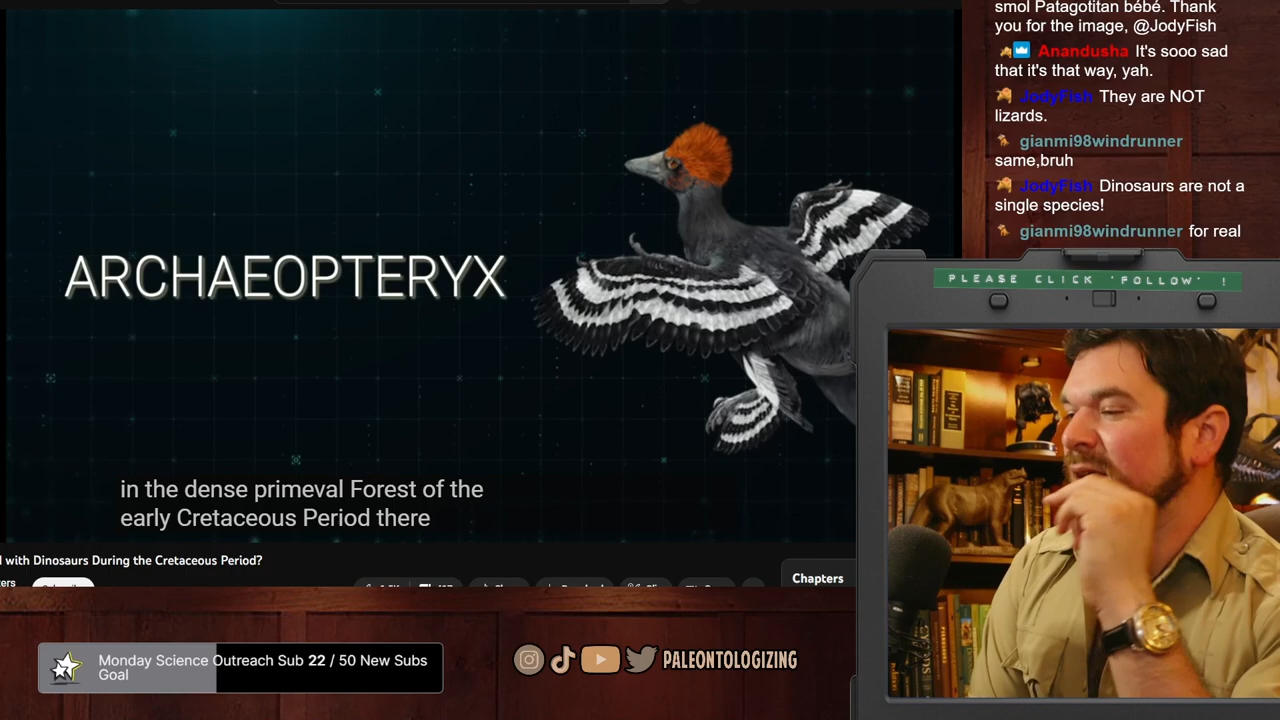 smol Patagotitan bébé. Thank
you for the image, @JodyFish
Anandusha It's sooo sad
that it's that way, yah.
JodyFish They are NOT
lizards.
gianmi98windrunner
same,bruh
JodyFish Dinosaurs are not a
single species!
gianmi98windrunner for real
PLEASE CLICK 'FOLLOW' !
ARCHAEOPTERYX
in the dense primeval Forest of the
early Cretaceous Period there
with Dinosaurs During the Cretaceous Period?
Chapters
Monday Science Outreach Sub 22 / 50 New Subs
Goal
PALEONTOLOGIZING